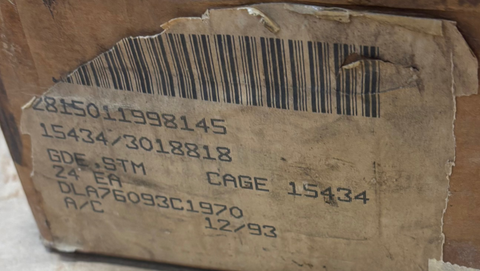 2815011998145
15434/3018818
GDE,STM
24 EA CAGE 15434
DLA76093C1970
A/C 12/93